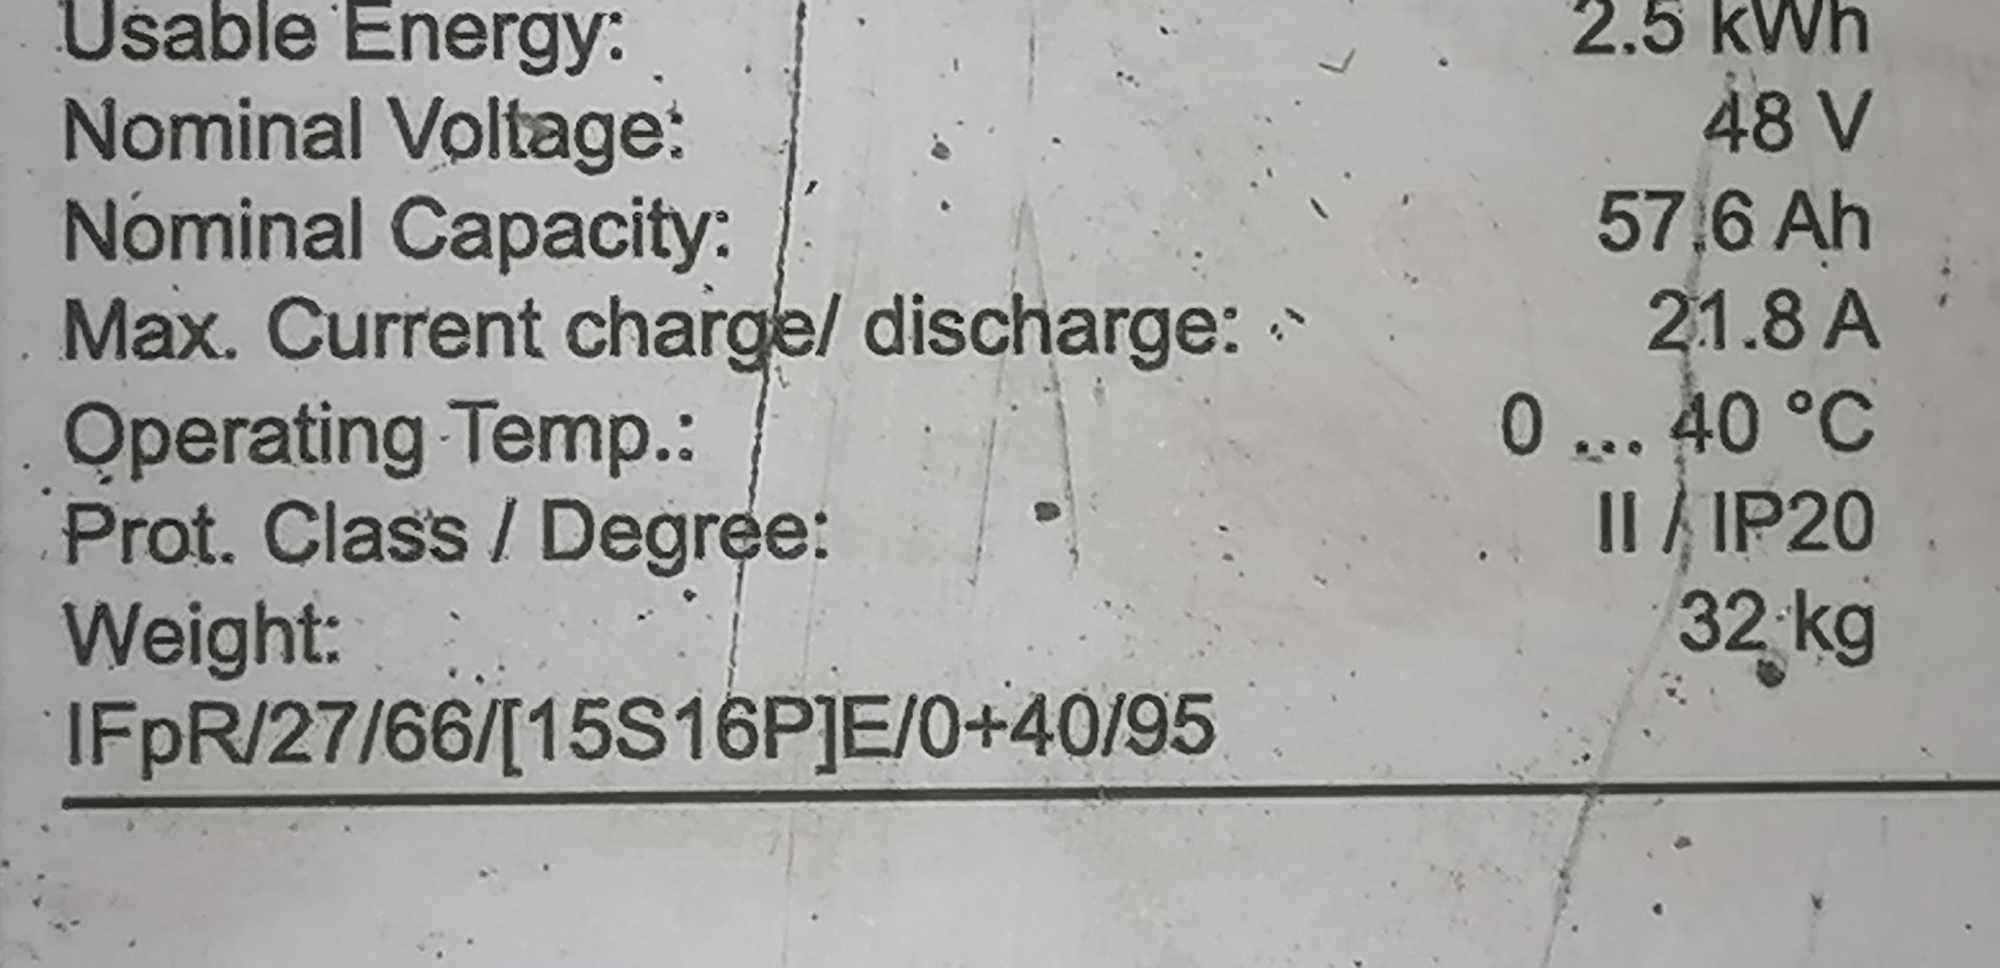 Usable Energy: 2.5 kWh
Nominal Voltage: 48 V
Nominal Capacity: 57.6 Ah
Max. Current charge/ discharge: 21.8 A
Operating Temp.: 0 ... 40 °C
Prot. Class / Degree: II / IP20
Weight: 32 kg
IFpR/27/66/[15S16P]E/0+40/95